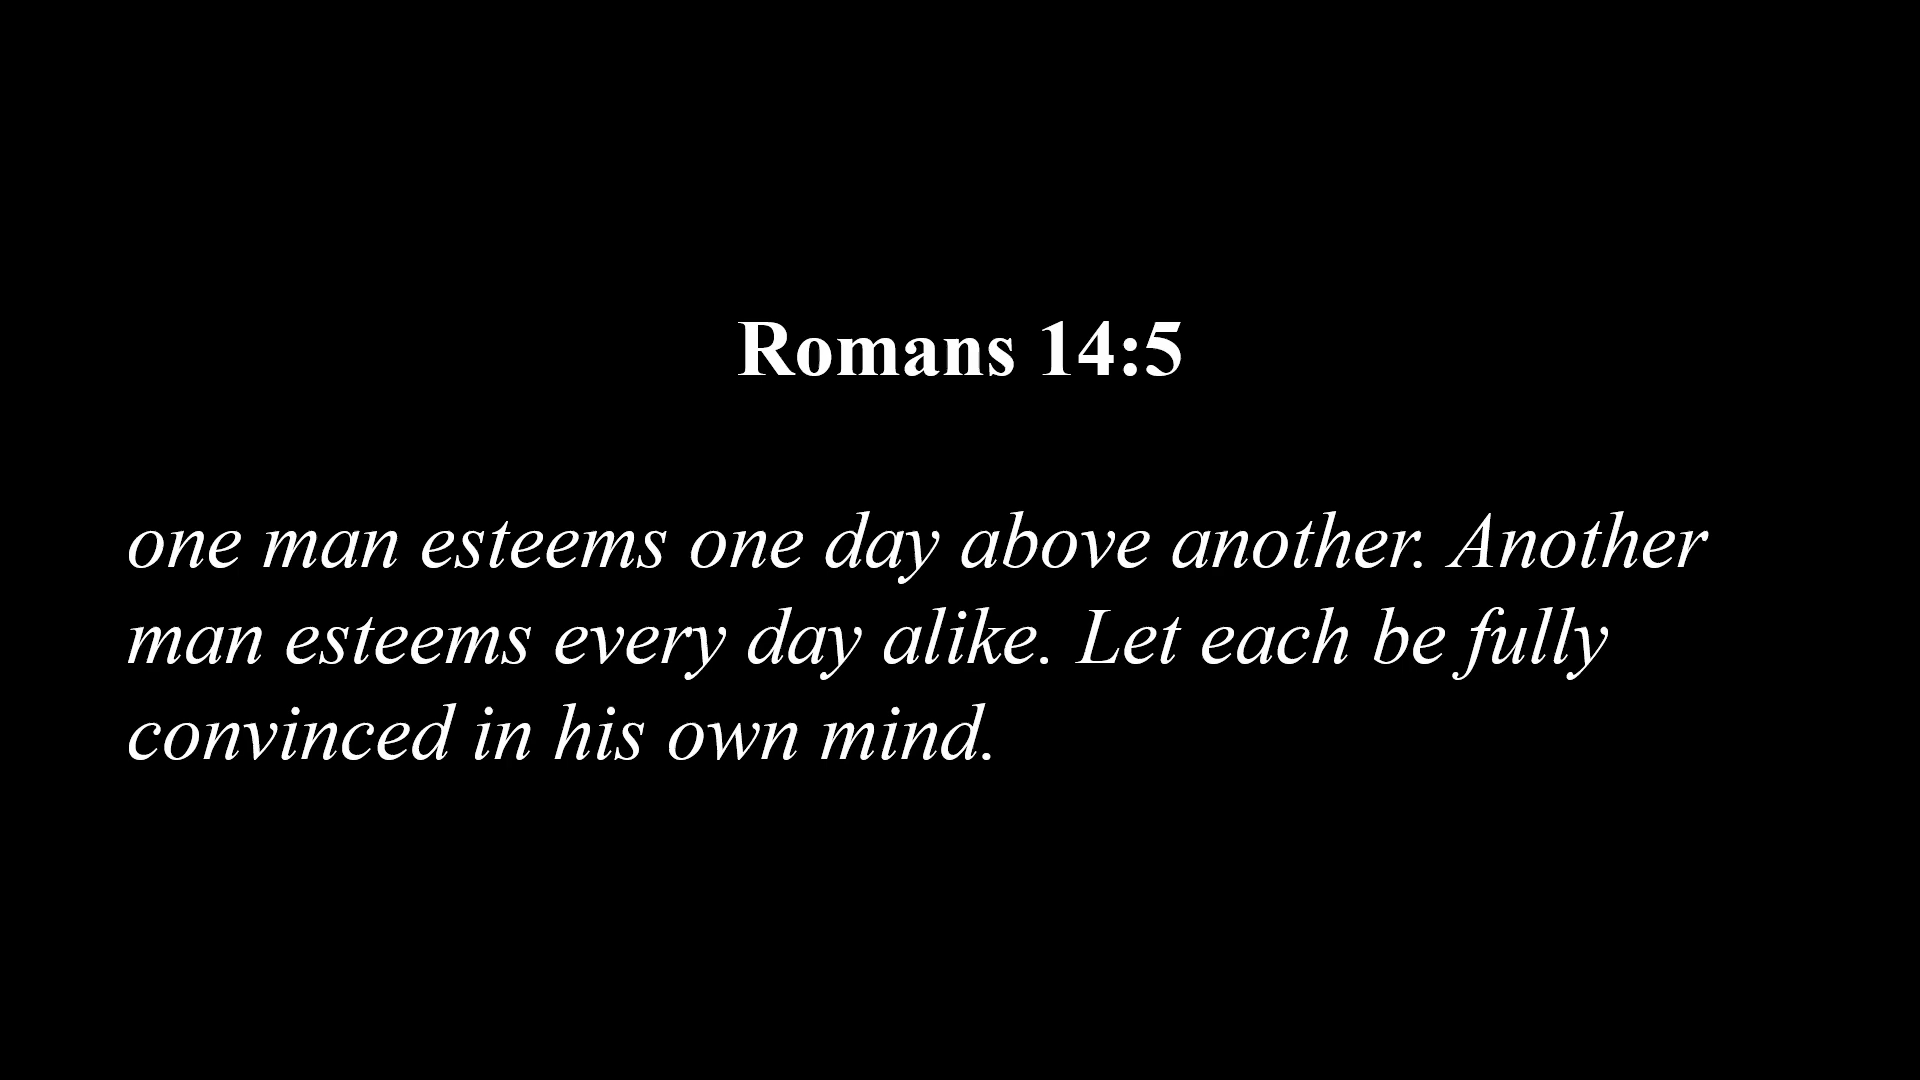 Romans 14:5
one man esteems one day above another. Another
man esteems every day alike. Let each be fully
convinced in his own mind.